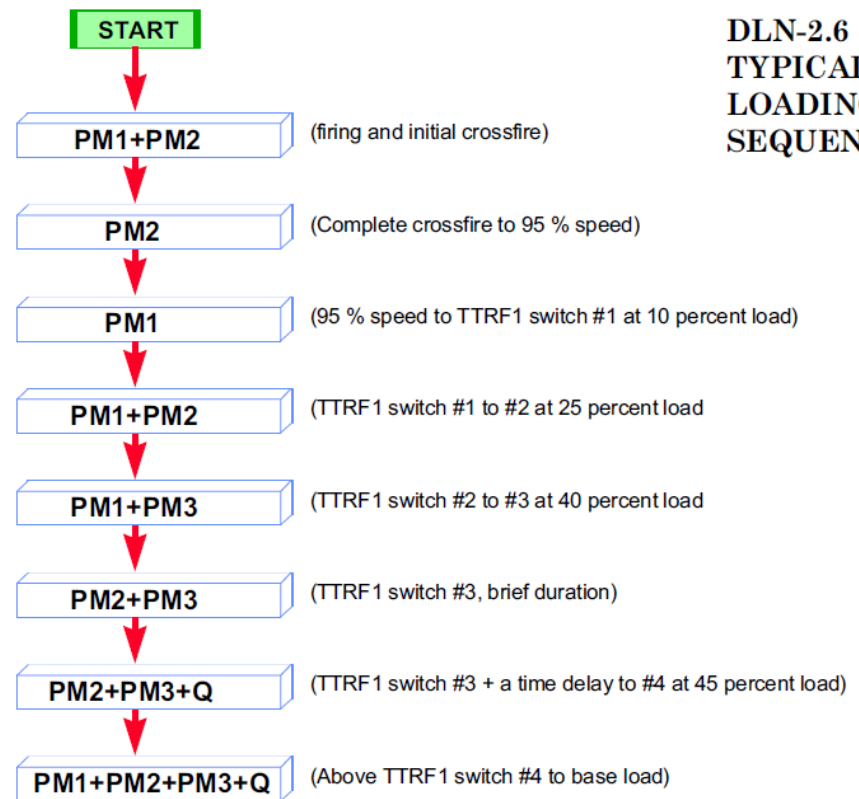 START
DLN-2.6
PM1+PM2
(firing and initial crossfire)
PM2
(Complete crossfire to 95 % speed)
PM1
(95 % speed to TTRF1 switch #1 at 10 percent load)
PM1+PM2
(TTRF1 switch #1 to #2 at 25 percent load
PM1+PM3
(TTRF1 switch #2 to #3 at 40 percent load
PM2+PM3
(TTRF1 switch #3, brief duration)
PM2+PM3+Q
(TTRF1 switch #3 + a time delay to #4 at 45 percent load)
PM1+PM2+PM3+Q
(Above TTRF1 switch #4 to base load)